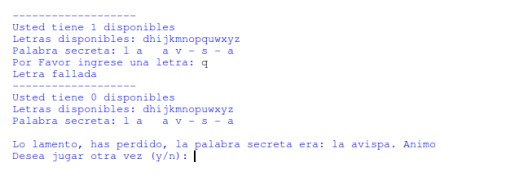 -------------------
Usted tiene 1 disponibles
Letras disponibles: dhijkmnopquwxyz
Palabra secreta: l a   a v - s - a
Por Favor ingrese una letra: q
Letra fallada
-------------------
Usted tiene 0 disponibles
Letras disponibles: dhijkmnopuwxyz
Palabra secreta: l a   a v - s - a

Lo lamento, has perdido, la palabra secreta era: la avispa. Animo
Desea jugar otra vez (y/n):